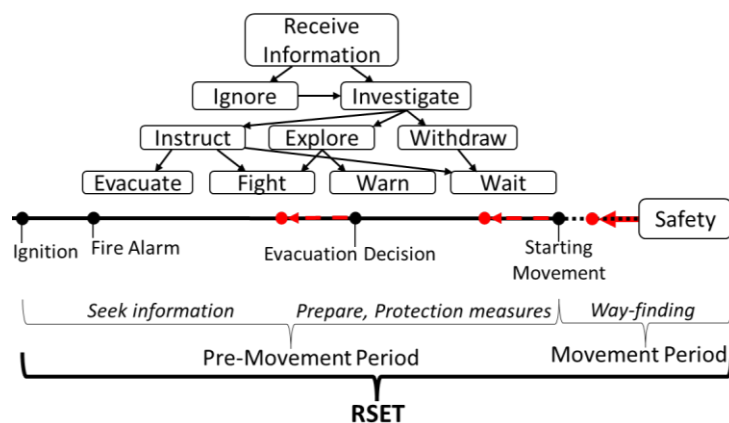 Receive
Information
Ignore
Investigate
Instruct
Explore
Withdraw
Evacuate
Fight
Warn
Wait
Safety
Ignition
Fire Alarm
Evacuation Decision
Starting
Movement
Seek information
Prepare, Protection measures
Way-finding
Pre-Movement Period
Movement Period
RSET